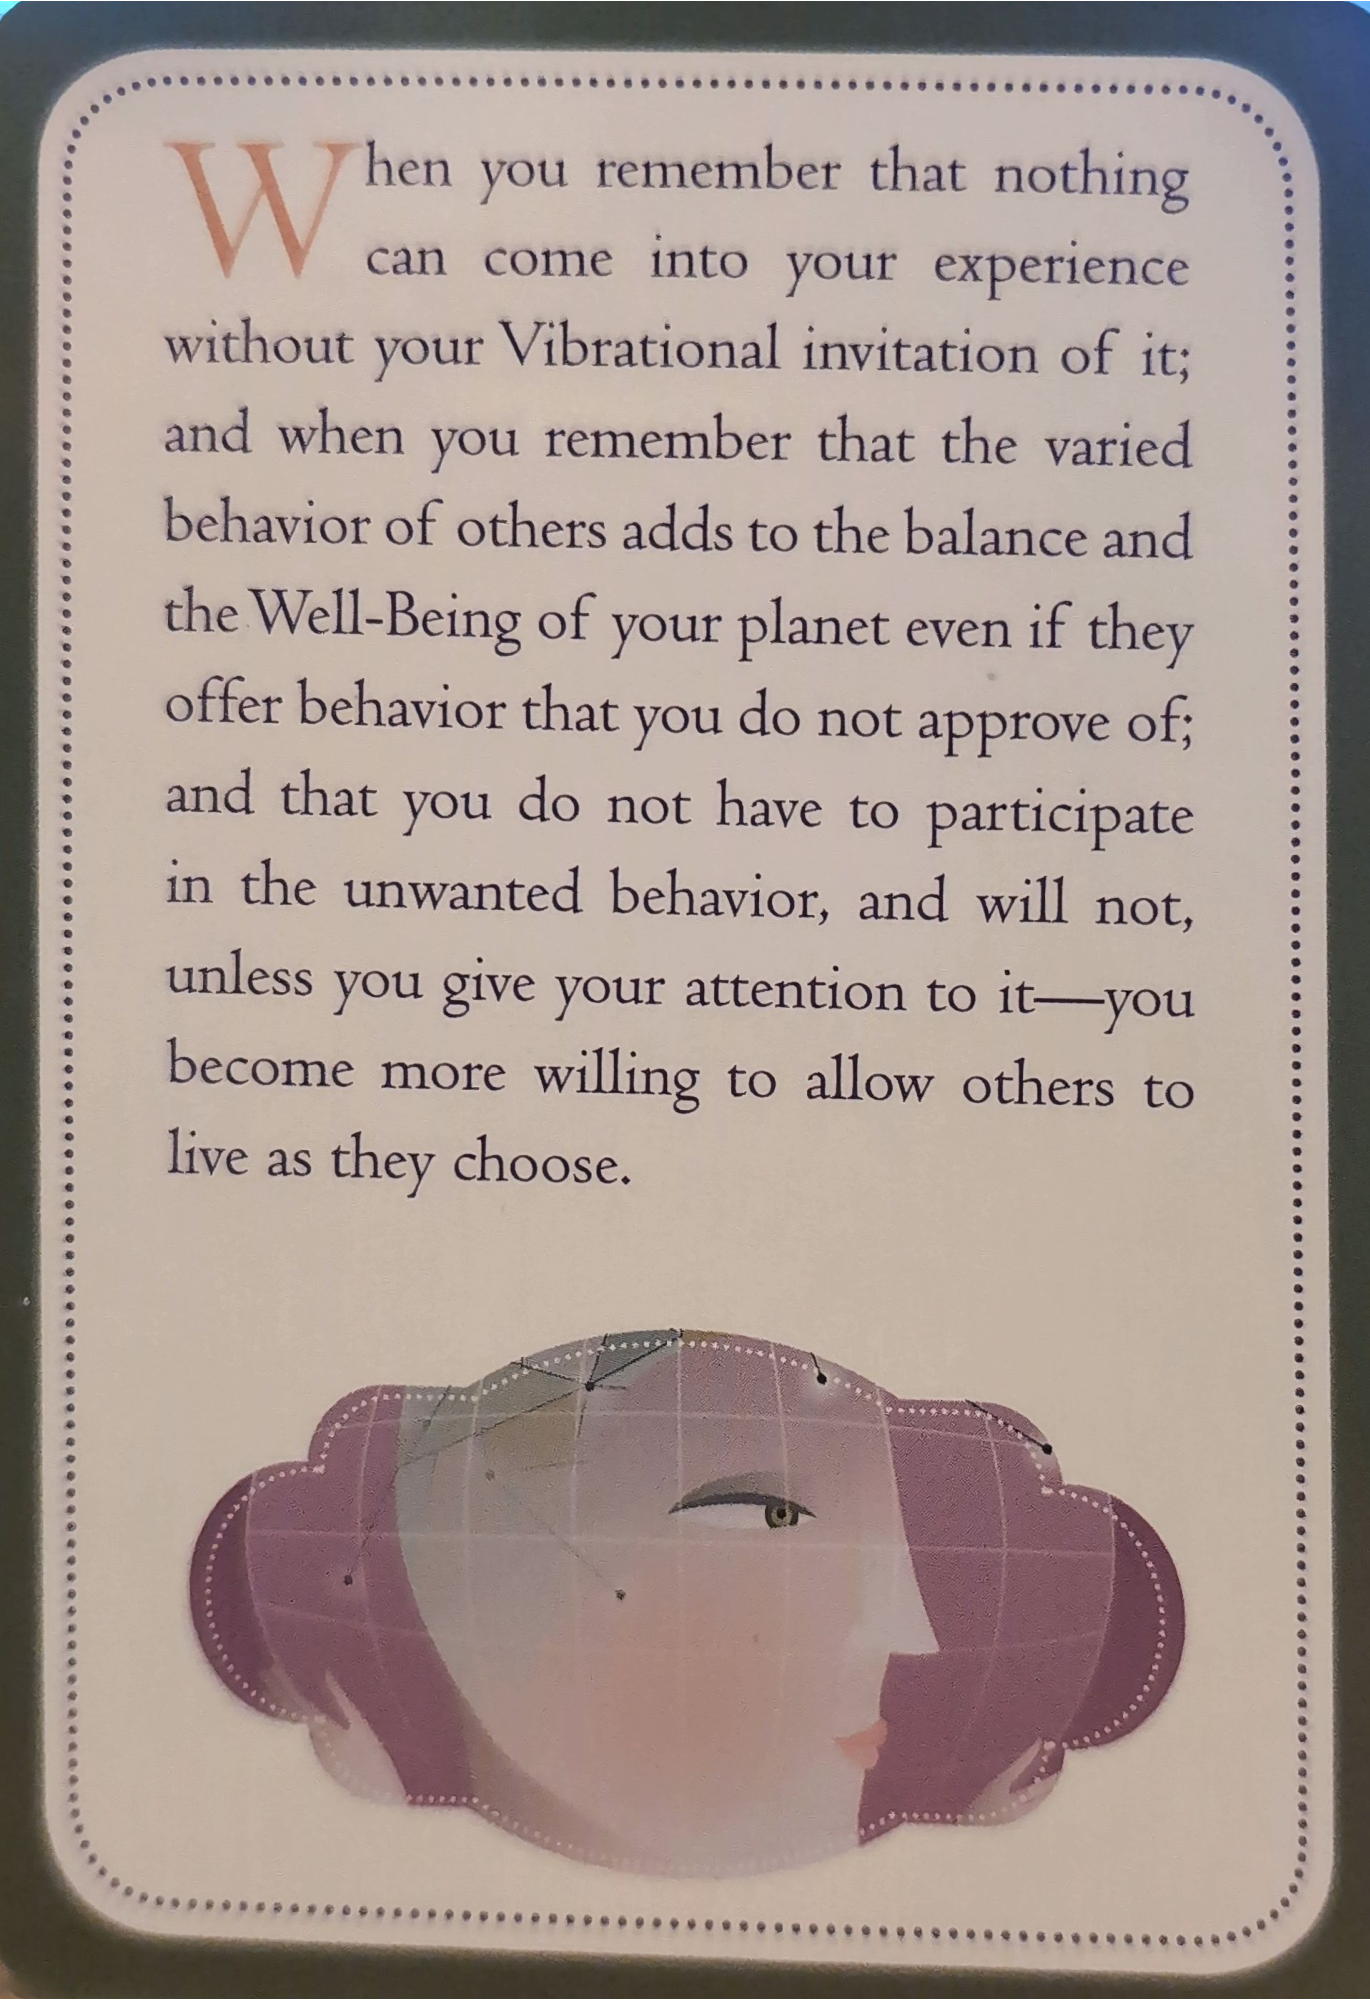 When you remember that nothing
can come into your experience
without your Vibrational invitation of it;
and when you remember that the varied
behavior of others adds to the balance and
the Well-Being of your planet even if they
offer behavior that you do not approve of;
and that you do not have to participate
in the unwanted behavior, and will not,
unless you give your attention to it—you
become more willing to allow others to
live as they choose.